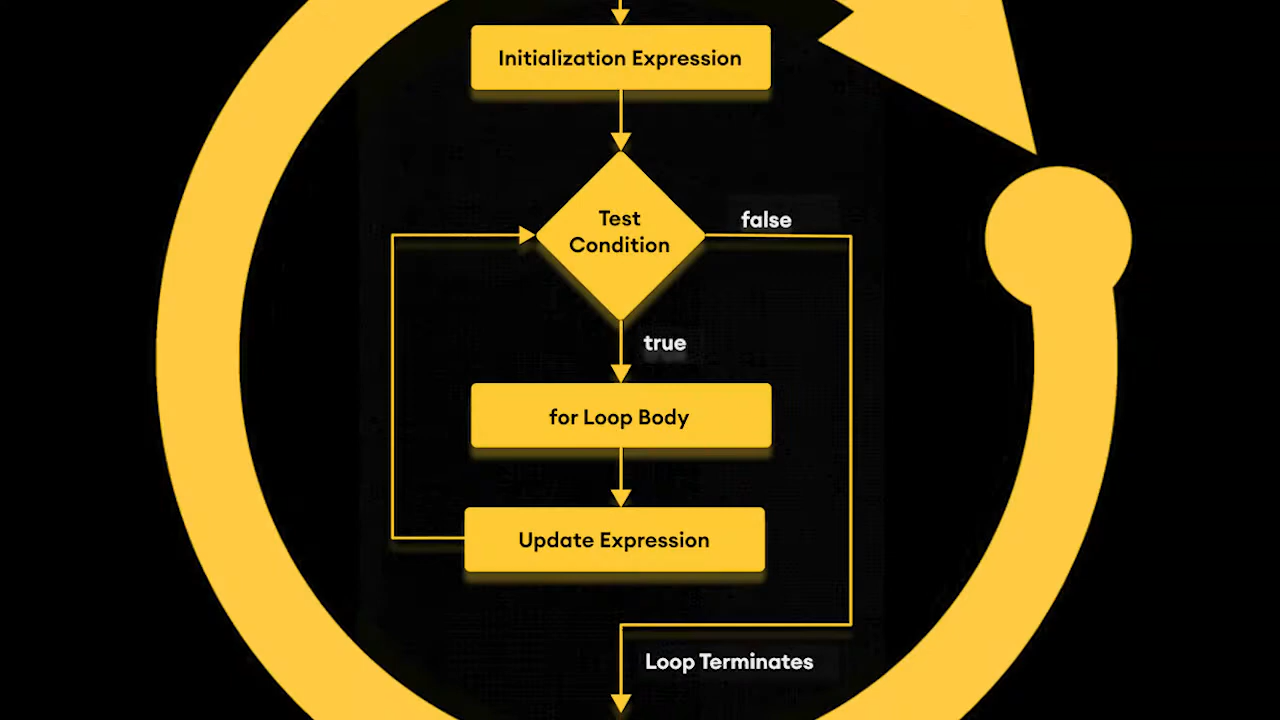 Initialization Expression
Test
Condition
false
true
for Loop Body
Update Expression
Loop Terminates